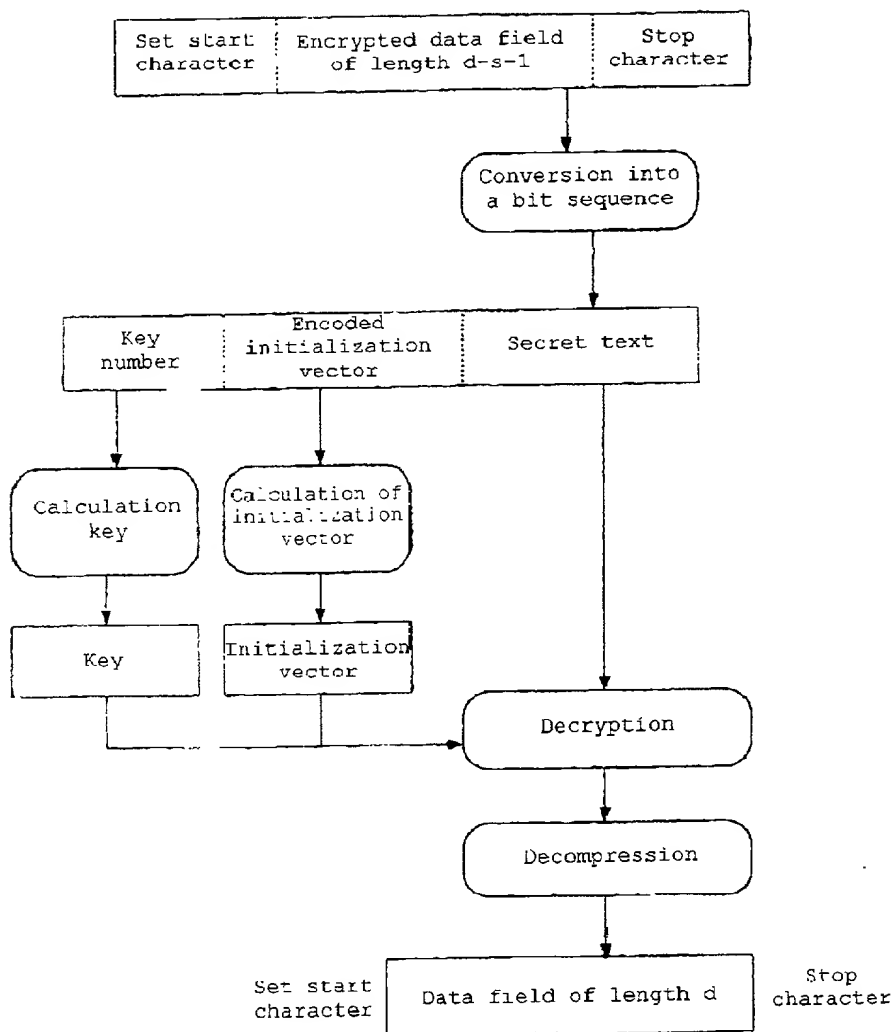 Set start
character
Encrypted data field
of length d-s-1
Stop
character
Conversion into
a bit sequence
Key
number
Encoded
initialization
vector
Secret text
Calculation
key
Calculation of
initialization
vector
Key
Initialization
vector
Decryption
Decompression
Set start
character
Data field of length d
Stop
character